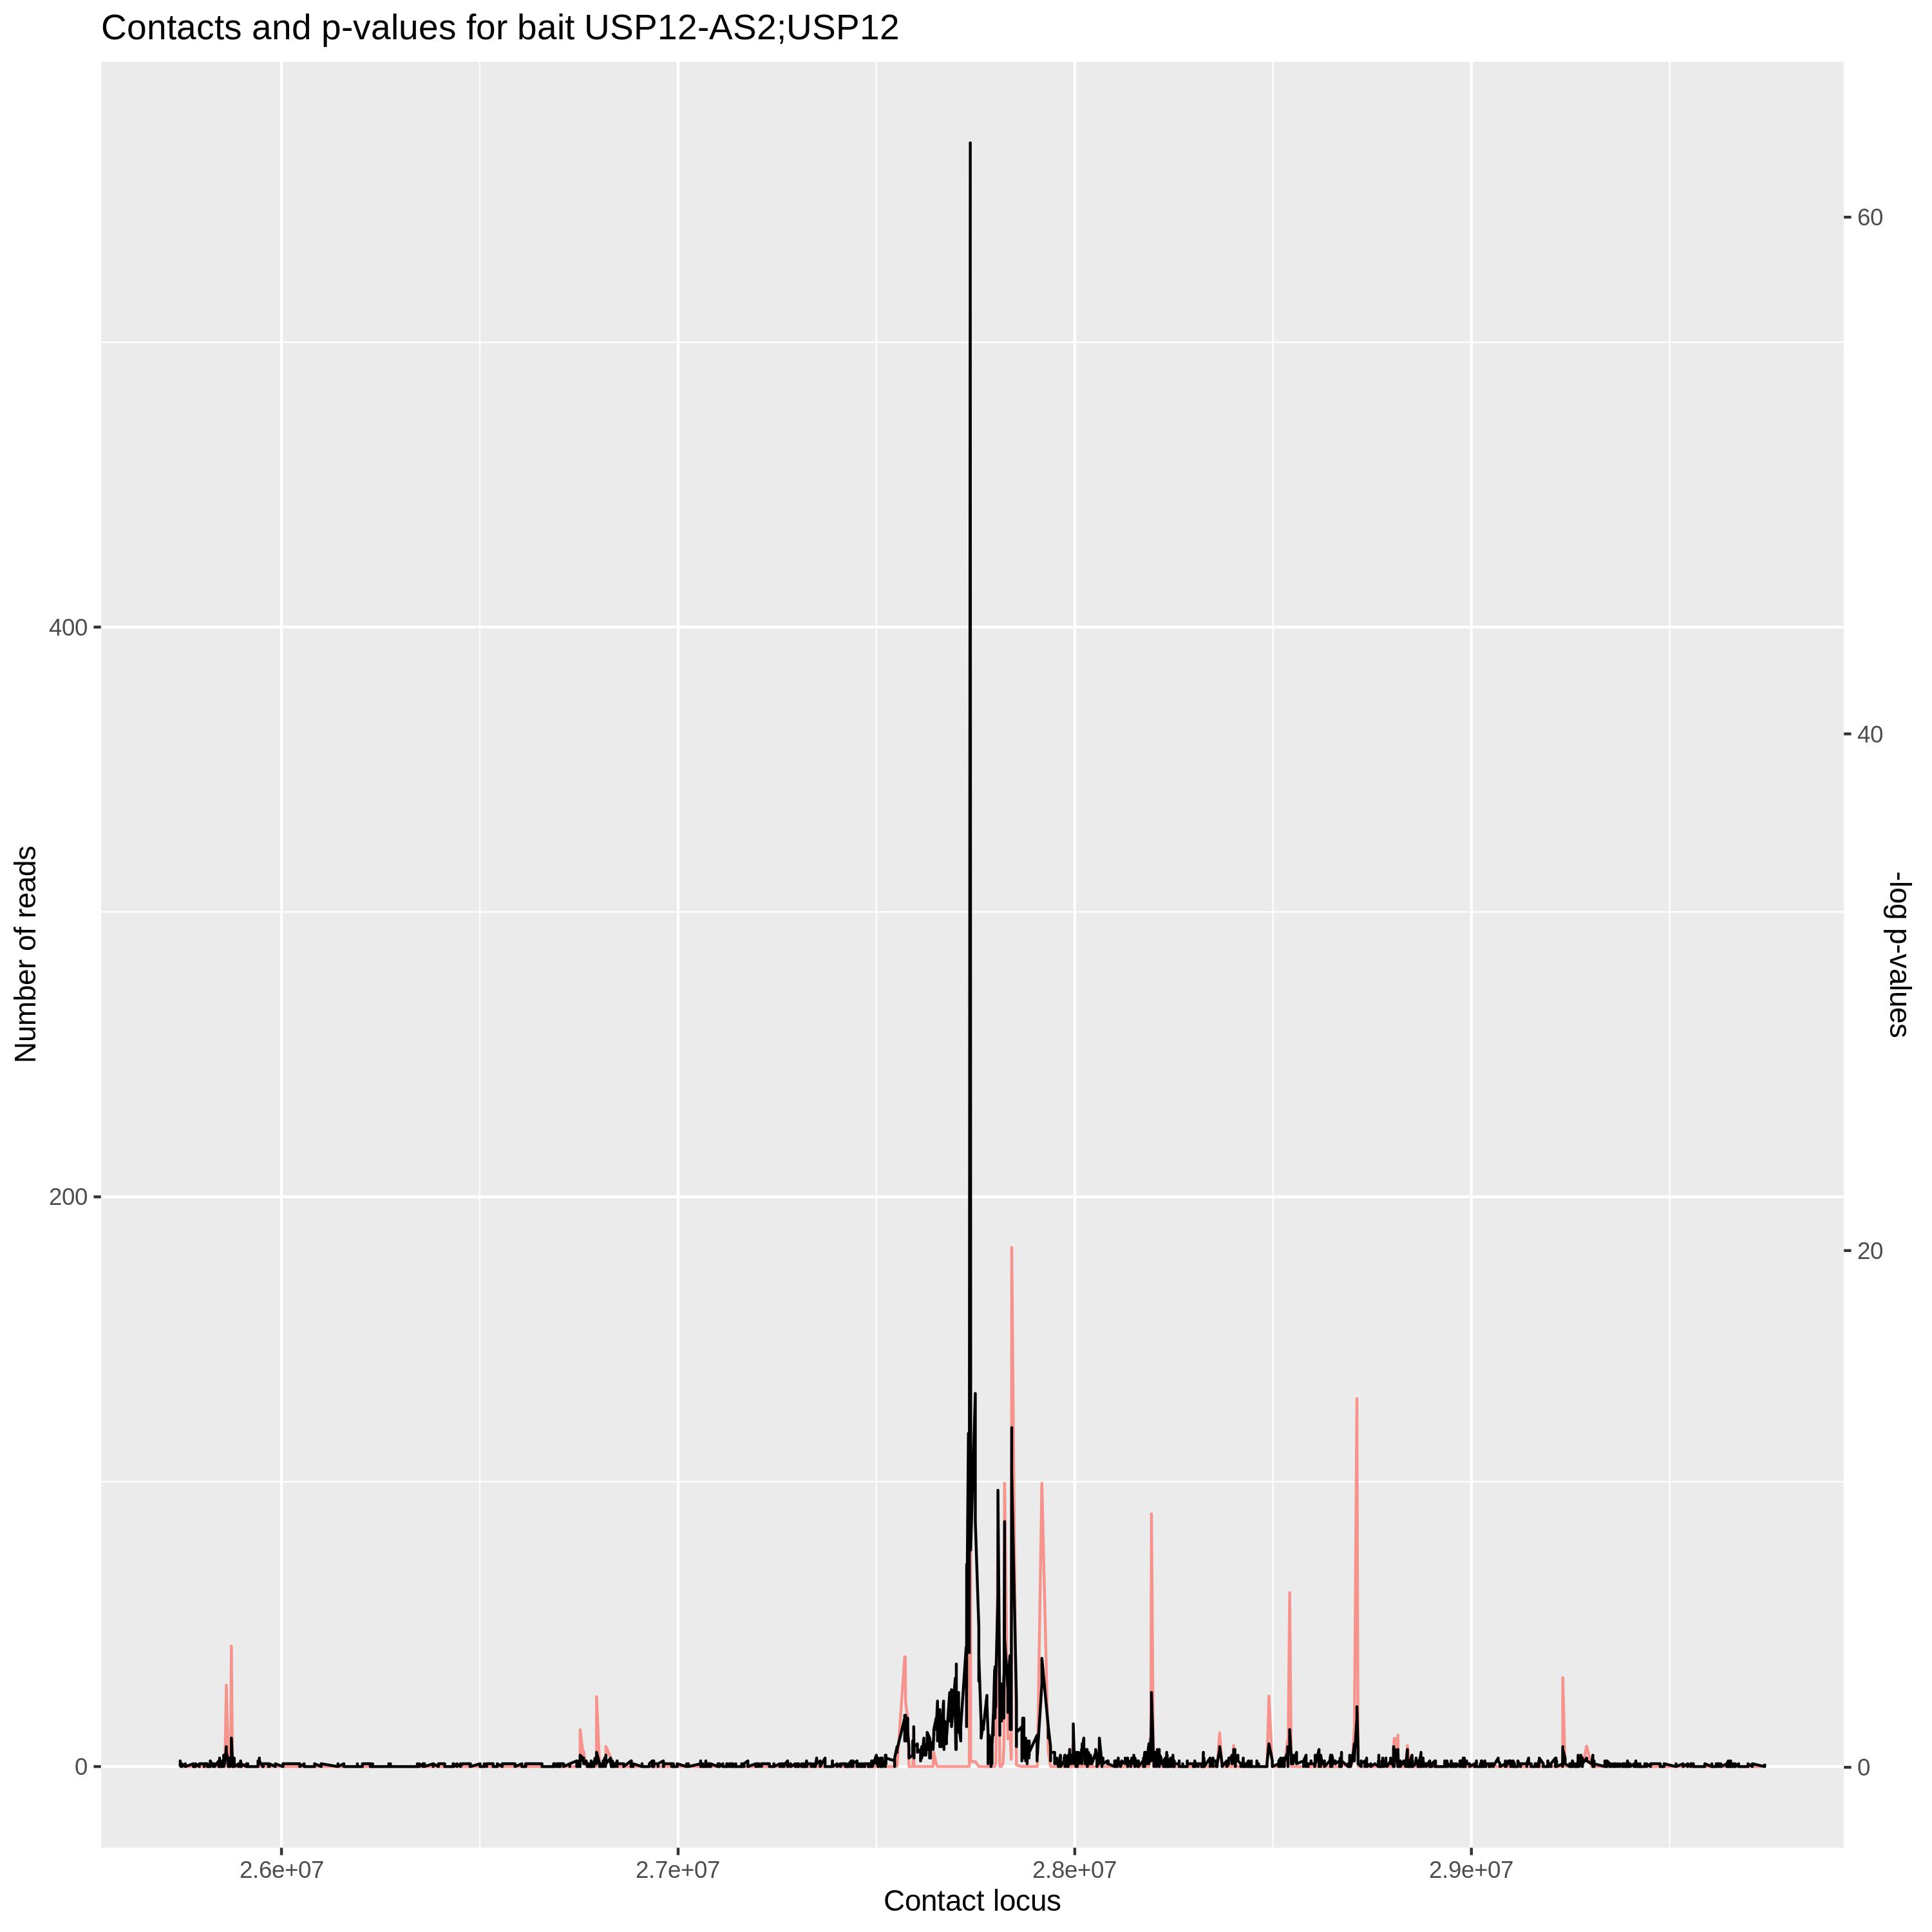 Contacts and p-values for bait USP12-AS2;USP12
60
400
40
Number of reads
-log p-values
200
20
0
0
2.6e+07
2.7e+07
2.8e+07
2.9e+07
Contact locus